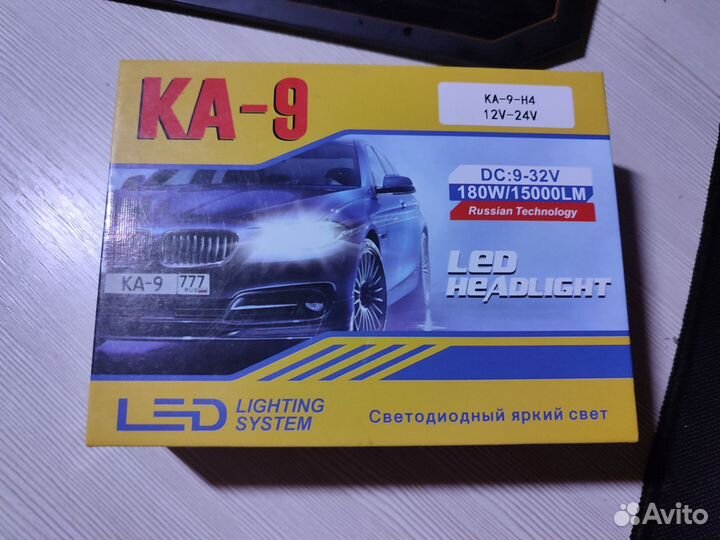 KA-9
KA-9-H4
12V-24V
DC:9-32V
180W/15000LM
Russian Technology
LED
HEADLIGHT
KA-9 777
RUS
LED LIGHTING
SYSTEM
Светодиодный яркий свет
Avito